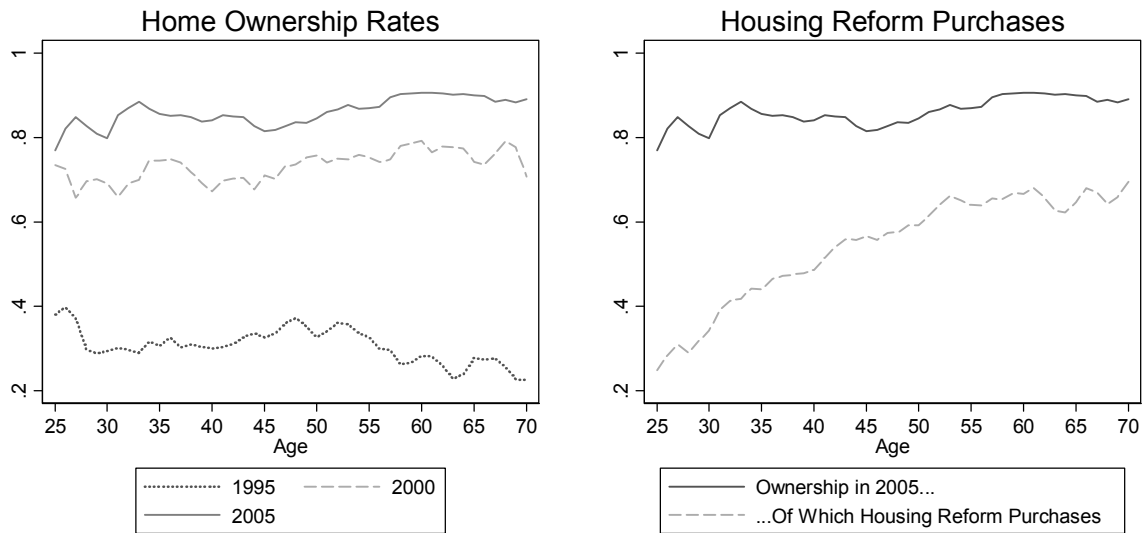 Home Ownership Rates
1
.8
.6
.4
.2
25 30 35 40 45 50 55 60 65 70
Age
1995 2000
2005
Housing Reform Purchases
1
.8
.6
.4
.2
25 30 35 40 45 50 55 60 65 70
Age
Ownership in 2005...
...Of Which Housing Reform Purchases